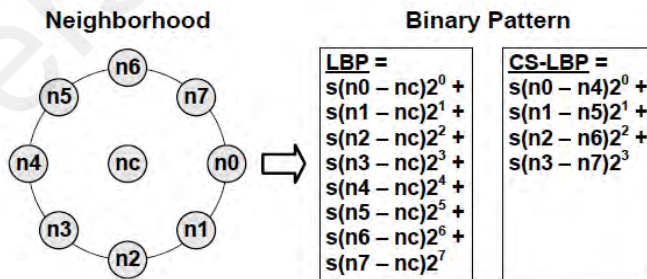 Neighborhood
Binary Pattern
n6
n5
n7
n4
nc
n0
n3
n1
n2
LBP =
s(n0 – nc)2⁰ +
s(n1 – nc)2¹ +
s(n2 – nc)2² +
s(n3 – nc)2³ +
s(n4 – nc)2⁴ +
s(n5 – nc)2⁵ +
s(n6 – nc)2⁶ +
s(n7 – nc)2⁷
CS-LBP =
s(n0 – n4)2⁰ +
s(n1 – n5)2¹ +
s(n2 – n6)2² +
s(n3 – n7)2³